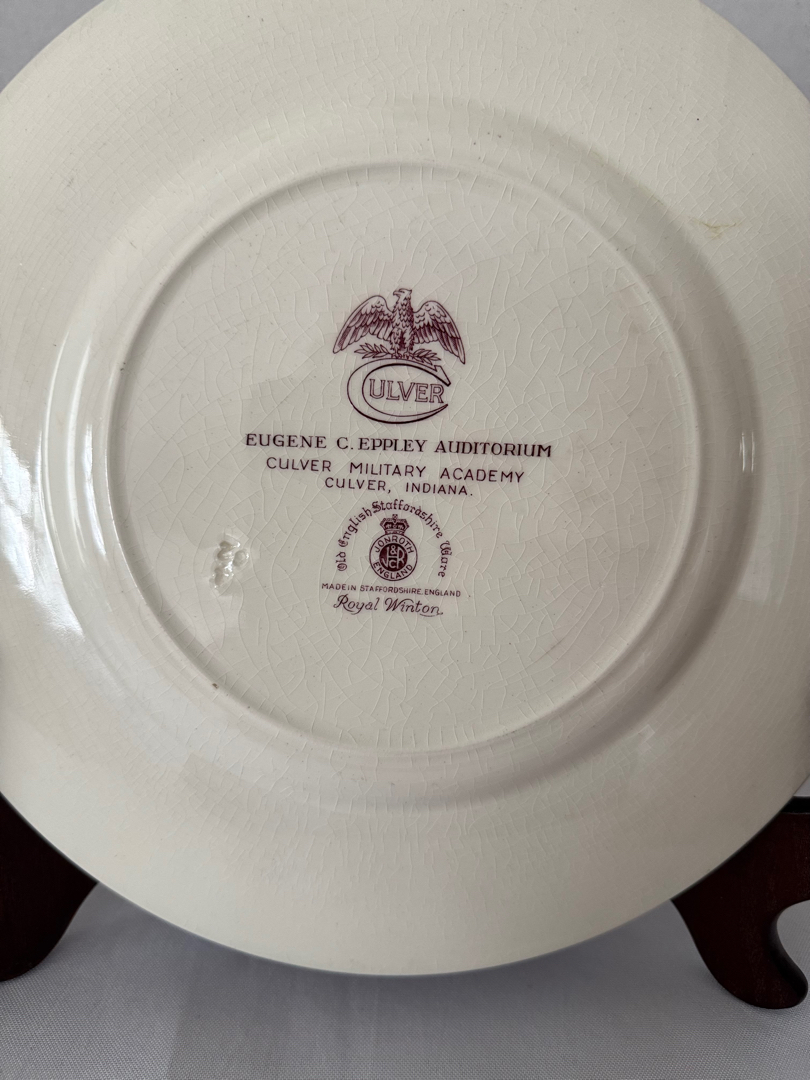 CULVER
EUGENE C. EPPLEY AUDITORIUM
CULVER MILITARY ACADEMY
CULVER, INDIANA.
Old English Staffordshire Ware
JONROTH
J&RC
ENGLAND
MADE IN STAFFORDSHIRE ENGLAND
Royal Winton